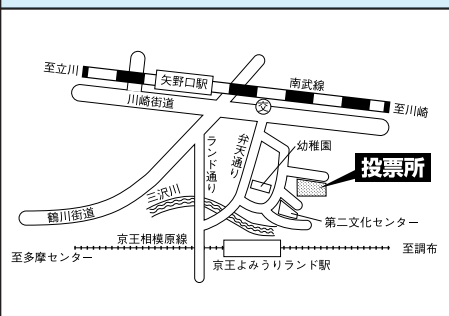 至立川
矢野口駅
南武線
川崎街道
交
至川崎
弁天通り
ランド通り
幼稚園
投票所
三沢川
鶴川街道
第二文化センター
京王相模原線
至多摩センター
至調布
京王よみうりランド駅